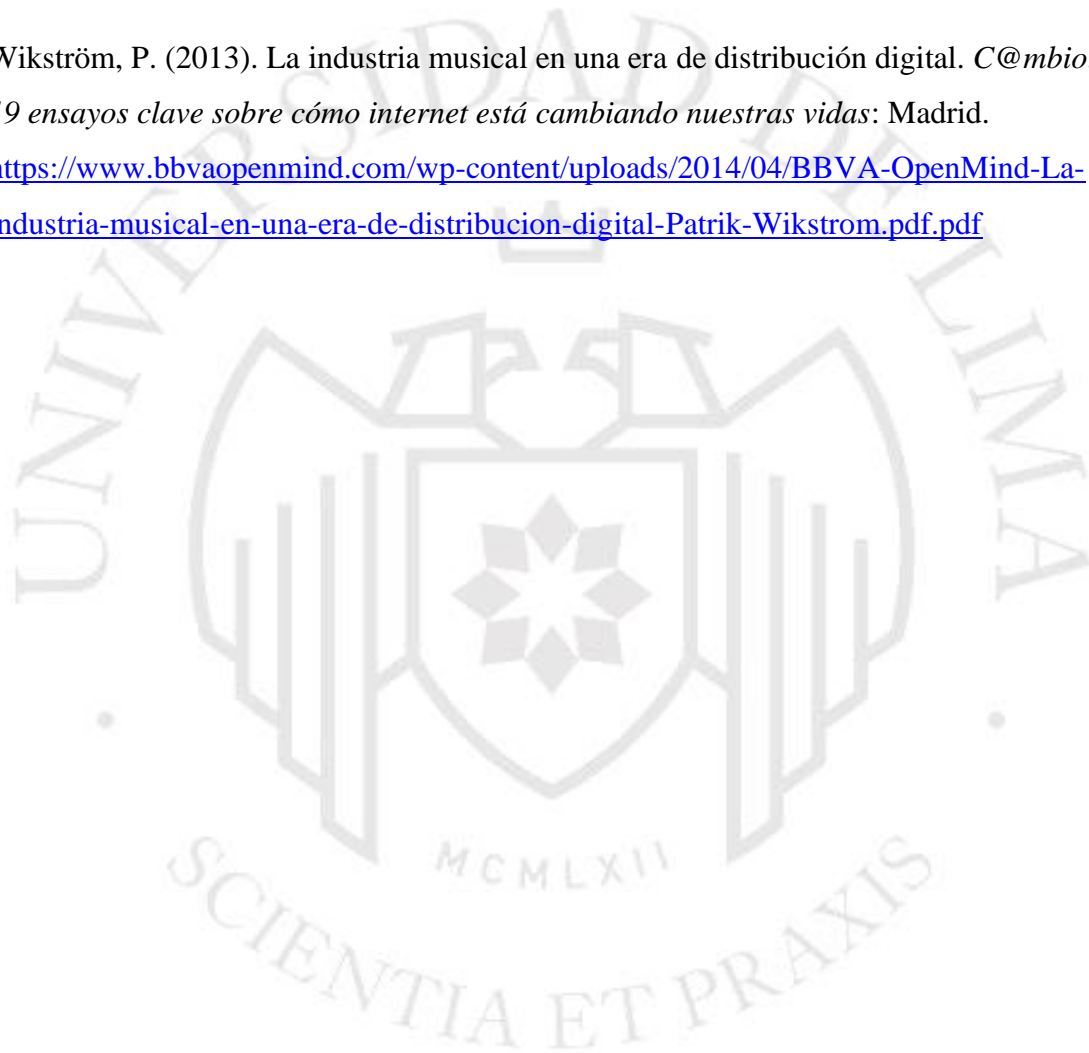 Wikström, P. (2013). La industria musical en una era de distribución digital. C@mbio
19 ensayos clave sobre cómo internet está cambiando nuestras vidas: Madrid.
https://www.bbvaopenmind.com/wp-content/uploads/2014/04/BBVA-OpenMind-La-
industria-musical-en-una-era-de-distribucion-digital-Patrik-Wikstrom.pdf.pdf
UNIVERSIDAD DE LIMA
MCMLXII
SCIENTIA ET PRAXIS